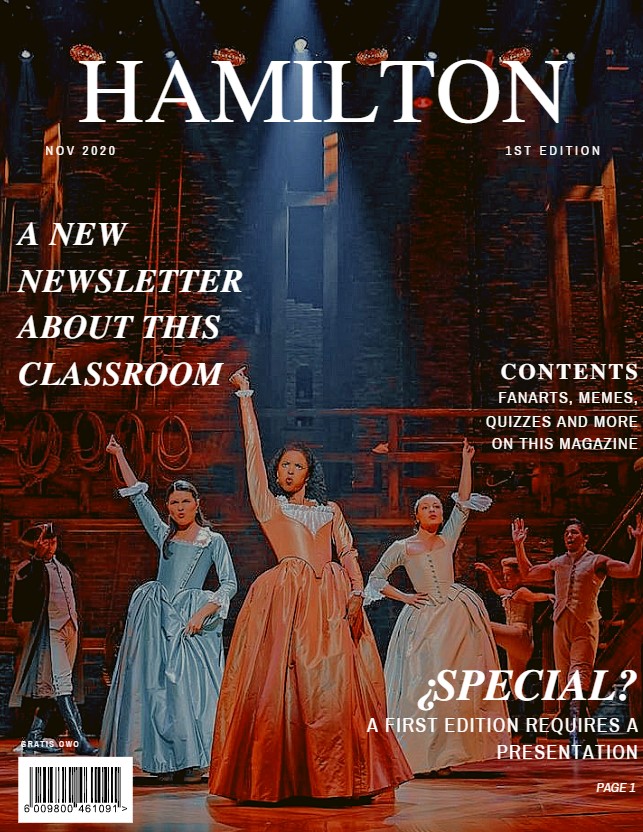 HAMILTON
NOV 2020
1ST EDITION
A NEW
NEWSLETTER
ABOUT THIS
CLASSROOM
CONTENTS
FANARTS, MEMES,
QUIZZES AND MORE
ON THIS MAGAZINE
¿SPECIAL?
A FIRST EDITION REQUIRES A
PRESENTATION
GRATIS OWO
6 009800 461091 >
PAGE 1